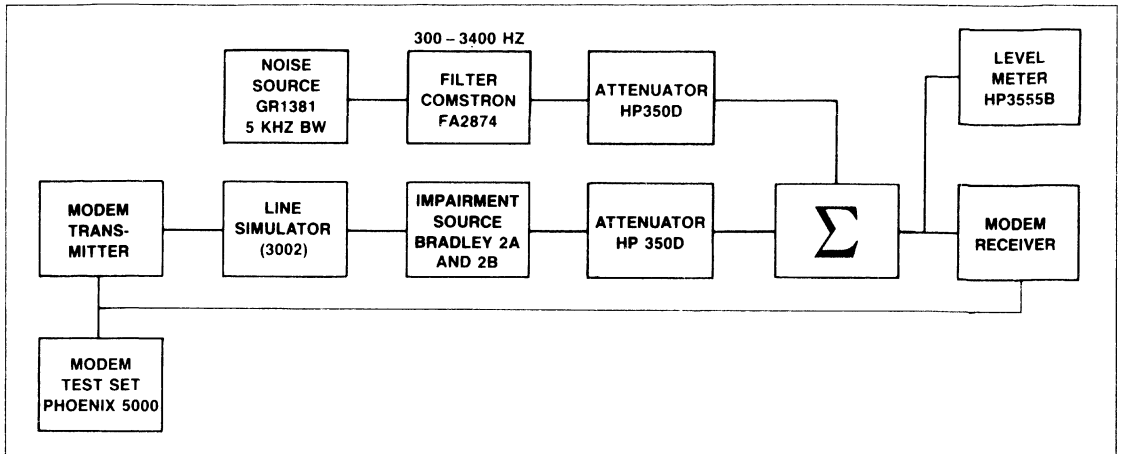 300 – 3400 HZ
NOISE
SOURCE
GR1381
5 KHZ BW
FILTER
COMSTRON
FA2874
ATTENUATOR
HP350D
LEVEL
METER
HP3555B
MODEM
TRANS-
MITTER
LINE
SIMULATOR
(3002)
IMPAIRMENT
SOURCE
BRADLEY 2A
AND 2B
ATTENUATOR
HP 350D
Σ
MODEM
RECEIVER
MODEM
TEST SET
PHOENIX 5000